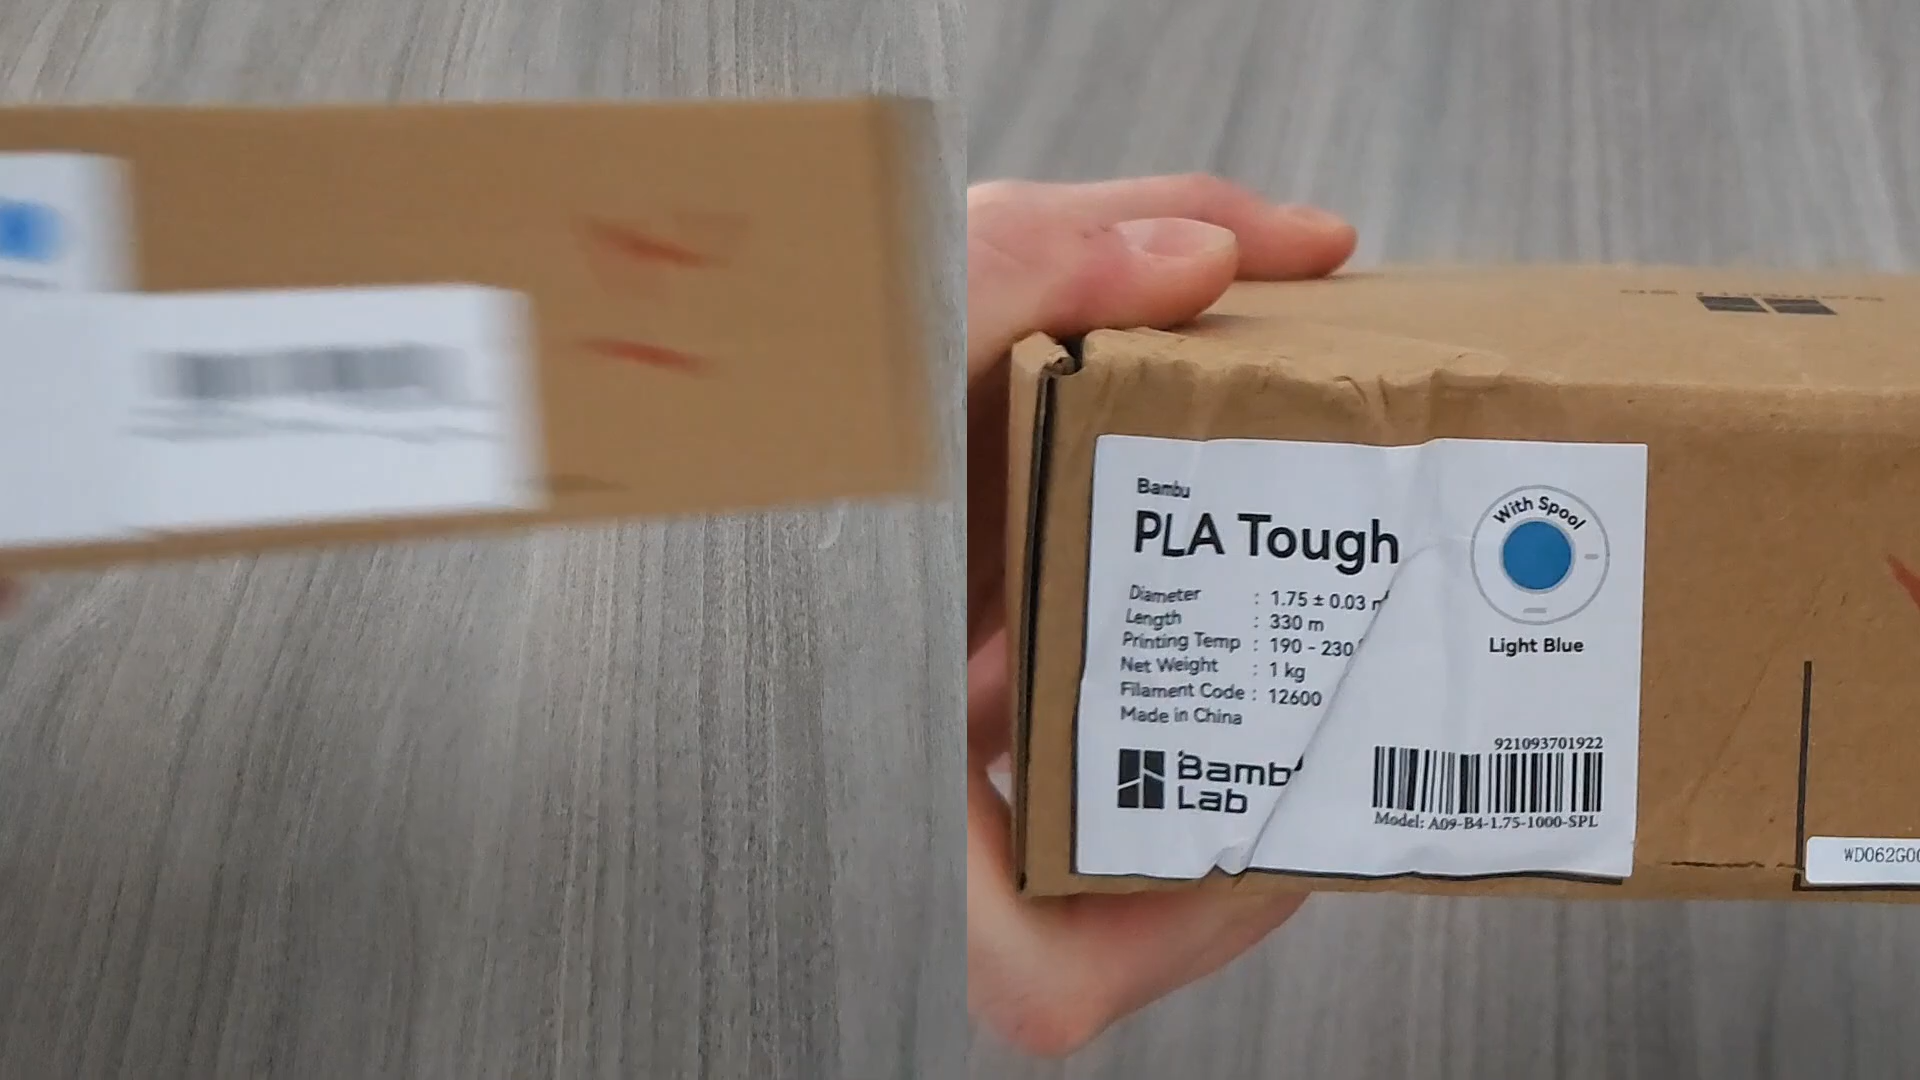 Bambu
PLA Tough
With Spool
Diameter : 1.75 ± 0.03
Length : 330 m
Printing Temp : 190 - 230
Net Weight : 1 kg
Filament Code : 12600
Made in China
Light Blue
Bamb
Lab
921093701922
Model: A09-B4-1.75-1000-SPL
WD062G00